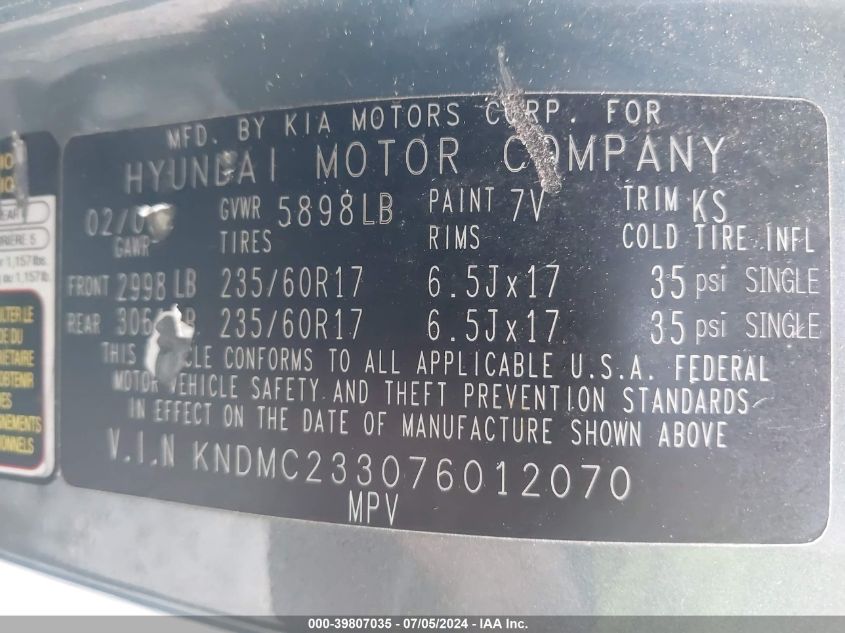 MFD. BY KIA MOTORS CORP. FOR
HYUNDAI MOTOR COMPANY
GVWR 5898LB PAINT 7V TRIM KS
GAWR TIRES RIMS COLD TIRE INFL
FRONT 2998 LB 235/60R17 6.5Jx17 35 psi SINGLE
REAR 235/60R17 6.5Jx17 35 psi SINGLE
THIS CONFORMS TO ALL APPLICABLE U.S.A. FEDERAL
MOTOR VEHICLE SAFETY AND THEFT PREVENTION STANDARDS
IN EFFECT ON THE DATE OF MANUFACTURE SHOWN ABOVE
V.I.N KNDMC233076012070
MPV
000-39807035 - 07/05/2024 - IAA Inc.